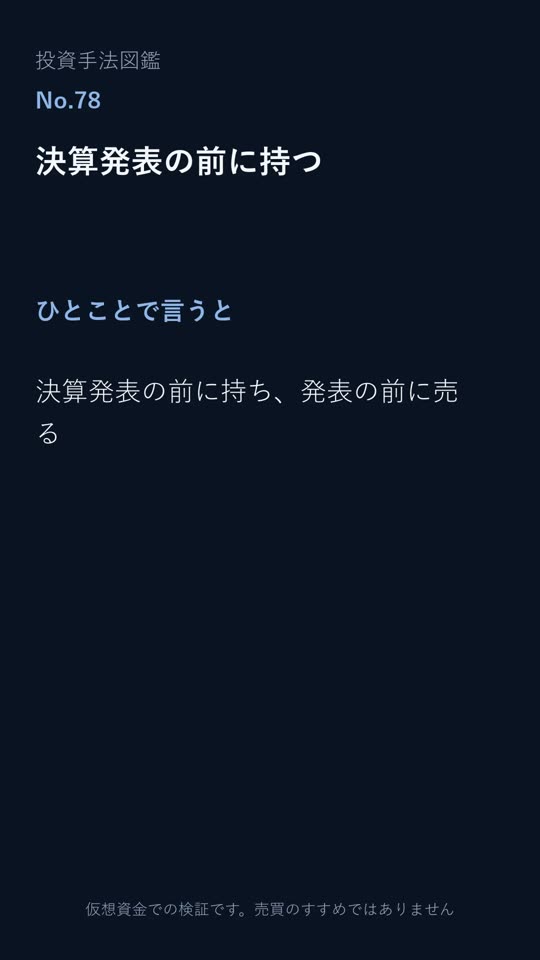 投資手法図鑑
No.78
決算発表の前に持つ
ひとことで言うと
決算発表の前に持ち、発表の前に売
る
仮想資金での検証です。売買のすすめではありません